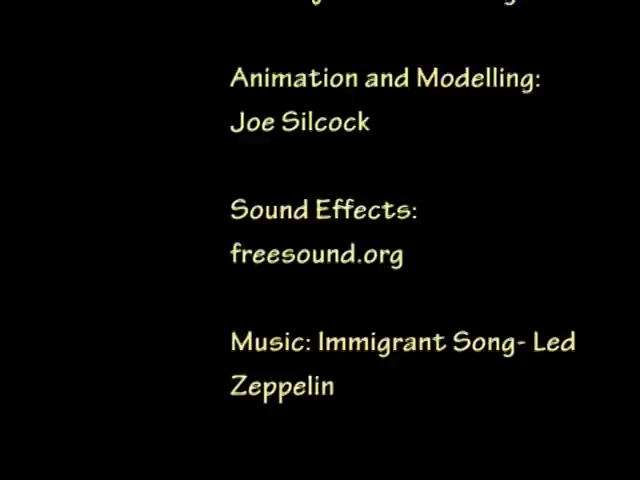 Animation and Modelling:
Joe Silcock
Sound Effects:
freesound.org
Music: Immigrant Song- Led
Zeppelin